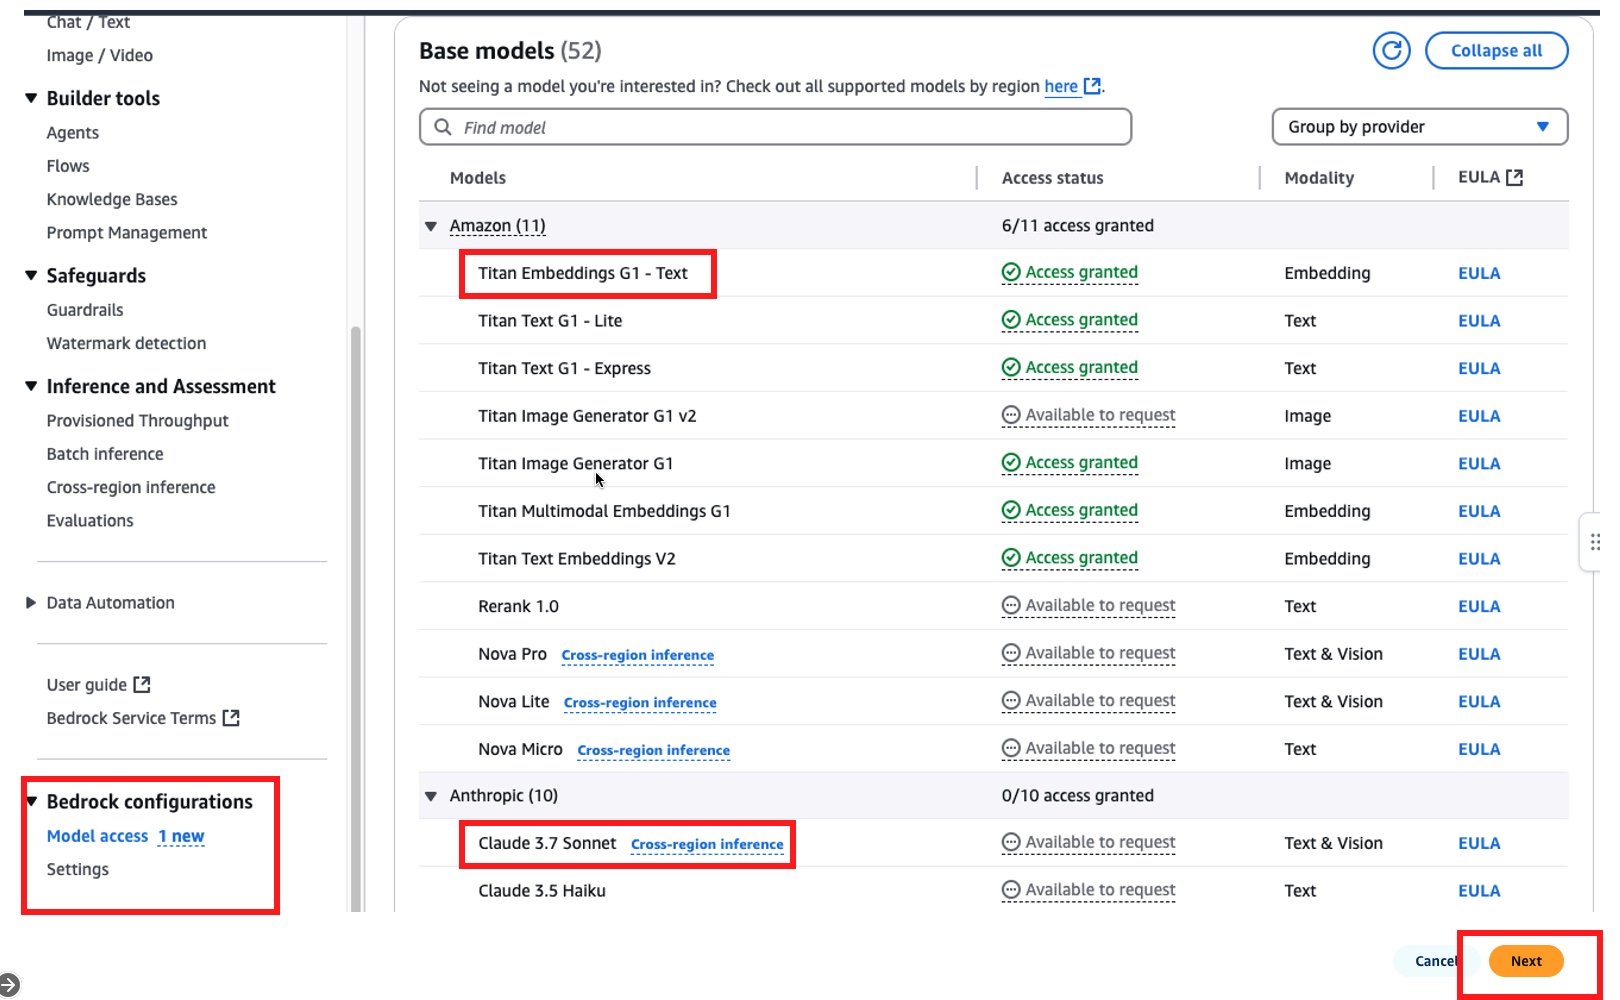 Chat / Text
Image / Video
Builder tools
Agents
Flows
Knowledge Bases
Prompt Management
Safeguards
Guardrails
Watermark detection
Inference and Assessment
Provisioned Throughput
Batch inference
Cross-region inference
Evaluations
Data Automation
User guide
Bedrock Service Terms
Bedrock configurations
Model access 1 new
Settings
Base models (52)
Collapse all
Not seeing a model you're interested in? Check out all supported models by region here.
Find model
Group by provider
Models Access status Modality EULA
Amazon (11) 6/11 access granted
Titan Embeddings G1 - Text Access granted Embedding EULA
Titan Text G1 - Lite Access granted Text EULA
Titan Text G1 - Express Access granted Text EULA
Titan Image Generator G1 v2 Available to request Image EULA
Titan Image Generator G1 Access granted Image EULA
Titan Multimodal Embeddings G1 Access granted Embedding EULA
Titan Text Embeddings V2 Access granted Embedding EULA
Rerank 1.0 Available to request Text EULA
Nova Pro Cross-region inference Available to request Text & Vision EULA
Nova Lite Cross-region inference Available to request Text & Vision EULA
Nova Micro Cross-region inference Available to request Text EULA
Anthropic (10) 0/10 access granted
Claude 3.7 Sonnet Cross-region inference Available to request Text & Vision EULA
Claude 3.5 Haiku Available to request Text EULA
Cancel Next